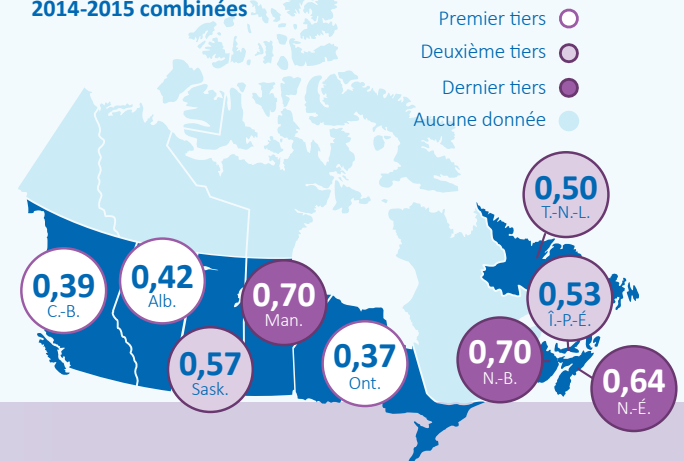 2014-2015 combinées
Premier tiers
Deuxième tiers
Dernier tiers
Aucune donnée
0,50
T.-N.-L.
0,39
C.-B.
0,42
Alb.
0,70
Man.
0,53
Î.-P.-É.
0,57
Sask.
0,37
Ont.
0,70
N.-B.
0,64
N.-É.